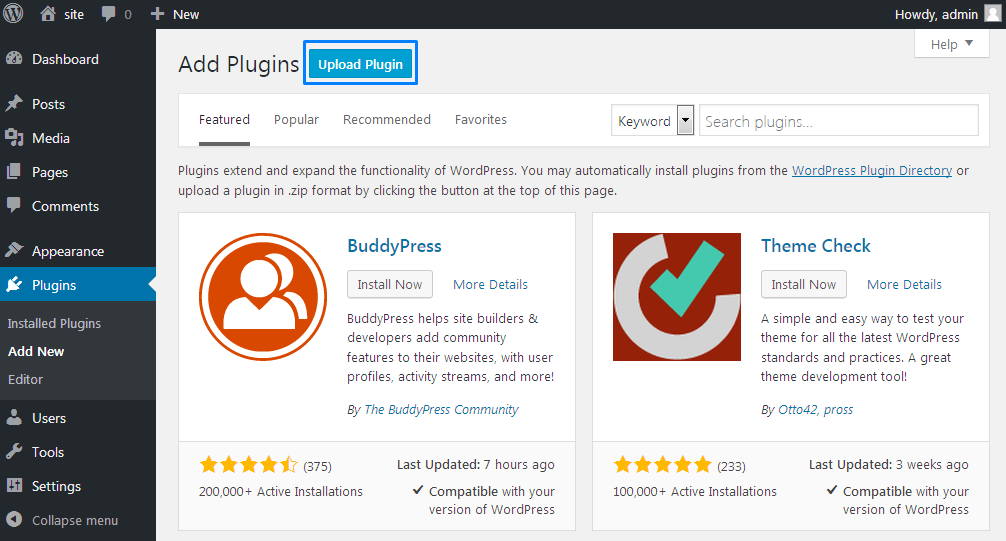 site 0 New Howdy, admin
Dashboard
Posts
Media
Pages
Comments
Appearance
Plugins
Installed Plugins
Add New
Editor
Users
Tools
Settings
Collapse menu
Help
Add Plugins Upload Plugin
Featured Popular Recommended Favorites Keyword Search plugins...
Plugins extend and expand the functionality of WordPress. You may automatically install plugins from the WordPress Plugin Directory or
upload a plugin in .zip format by clicking the button at the top of this page.
BuddyPress
Install Now More Details
BuddyPress helps site builders &
developers add community
features to their websites, with user
profiles, activity streams, and more!
By The BuddyPress Community
(375)
200,000+ Active Installations
Last Updated: 7 hours ago
Compatible with your
version of WordPress
Theme Check
Install Now More Details
A simple and easy way to test your
theme for all the latest WordPress
standards and practices. A great
theme development tool!
By Otto42, pross
(233)
100,000+ Active Installations
Last Updated: 3 weeks ago
Compatible with your
version of WordPress